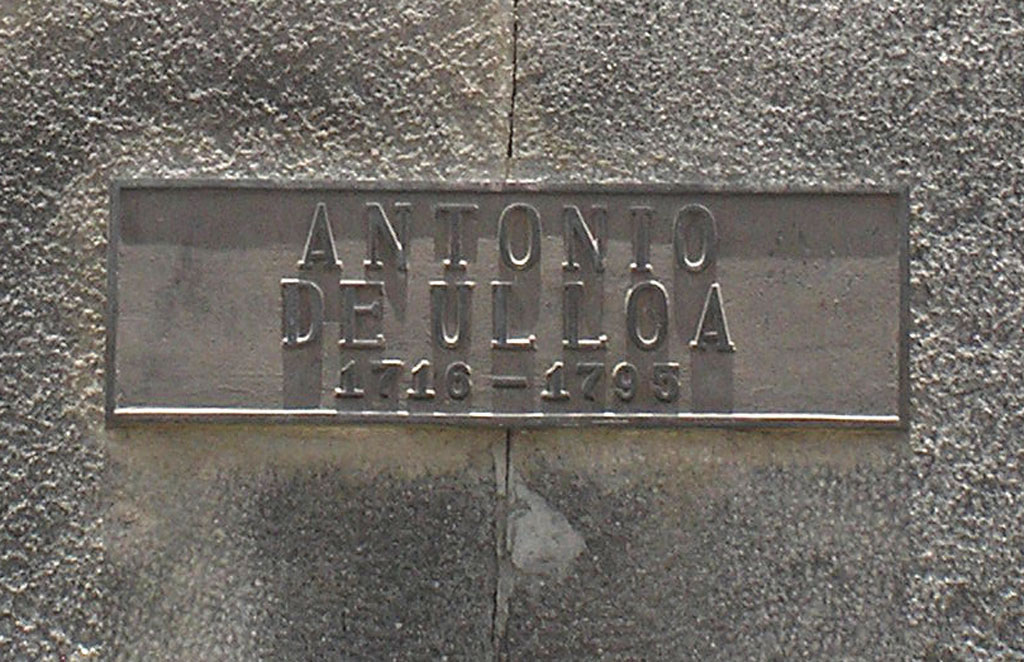 ANTONIO
DE ULLOA
1716 – 1795